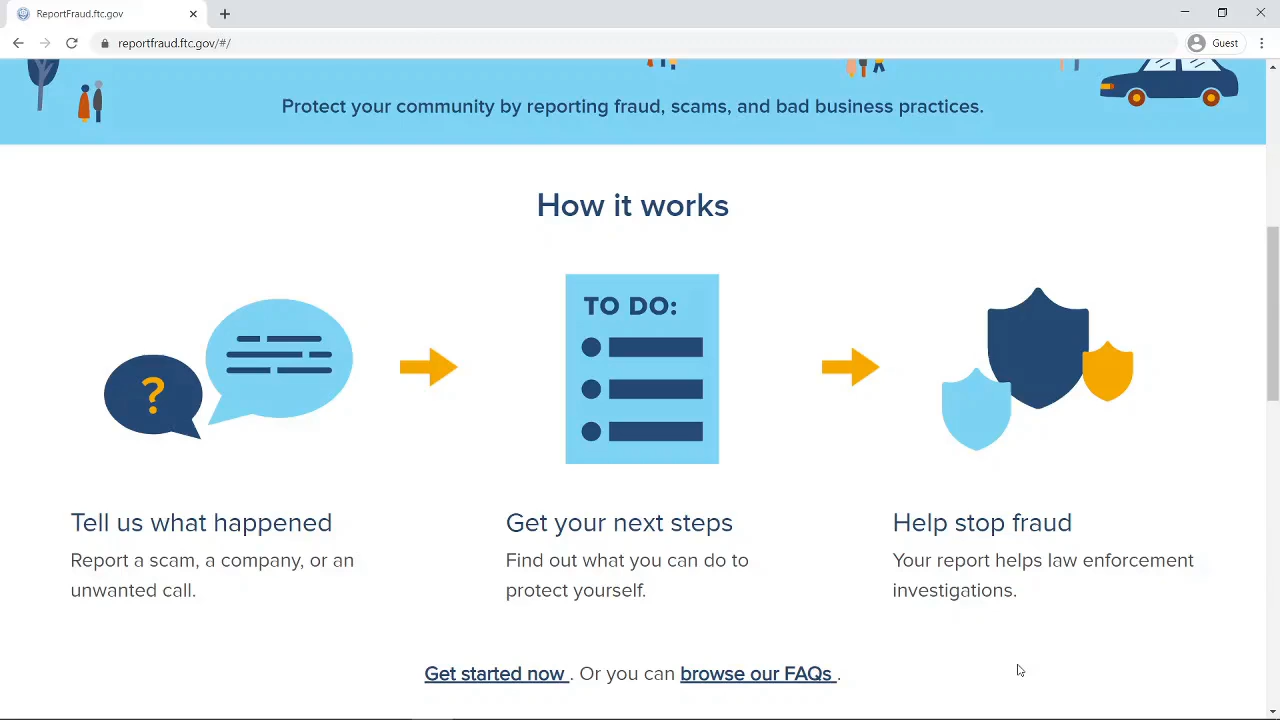 ReportFraud.ftc.gov
reportfraud.ftc.gov/#/
Guest
Protect your community by reporting fraud, scams, and bad business practices.
How it works
?
TO DO:
Tell us what happened
Report a scam, a company, or an
unwanted call.
Get your next steps
Find out what you can do to
protect yourself.
Help stop fraud
Your report helps law enforcement
investigations.
Get started now . Or you can browse our FAQs .